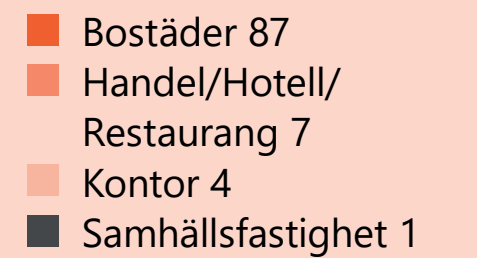 Bostäder 87
Handel/Hotell/
Restaurang 7
Kontor 4
Samhällsfastighet 1